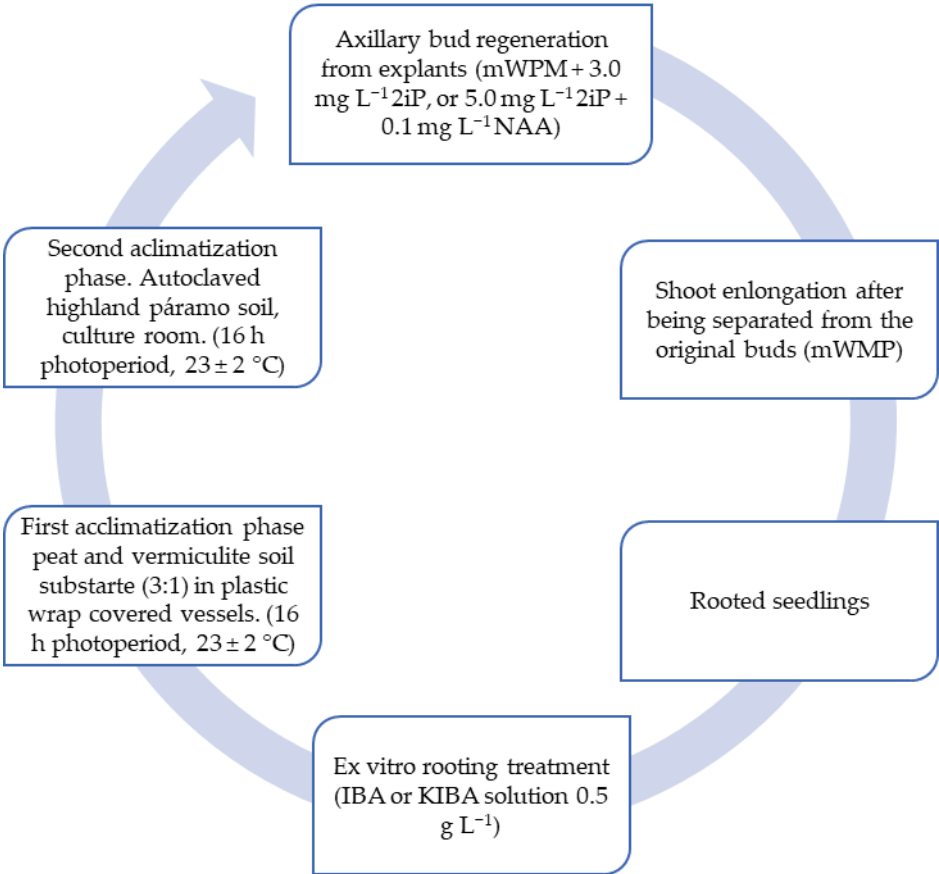 Axillary bud regeneration
from explants (mWPM + 3.0
mg L⁻¹ 2iP, or 5.0 mg L⁻¹ 2iP +
0.1 mg L⁻¹ NAA)
Shoot enlongation after
being separated from the
original buds (mWMP)
Rooted seedlings
Ex vitro rooting treatment
(IBA or KIBA solution 0.5
g L⁻¹)
First acclimatization phase
peat and vermiculite soil
substarte (3:1) in plastic
wrap covered vessels. (16
h photoperiod, 23 ± 2 °C)
Second aclimatization
phase. Autoclaved
highland páramo soil,
culture room. (16 h
photoperiod, 23 ± 2 °C)